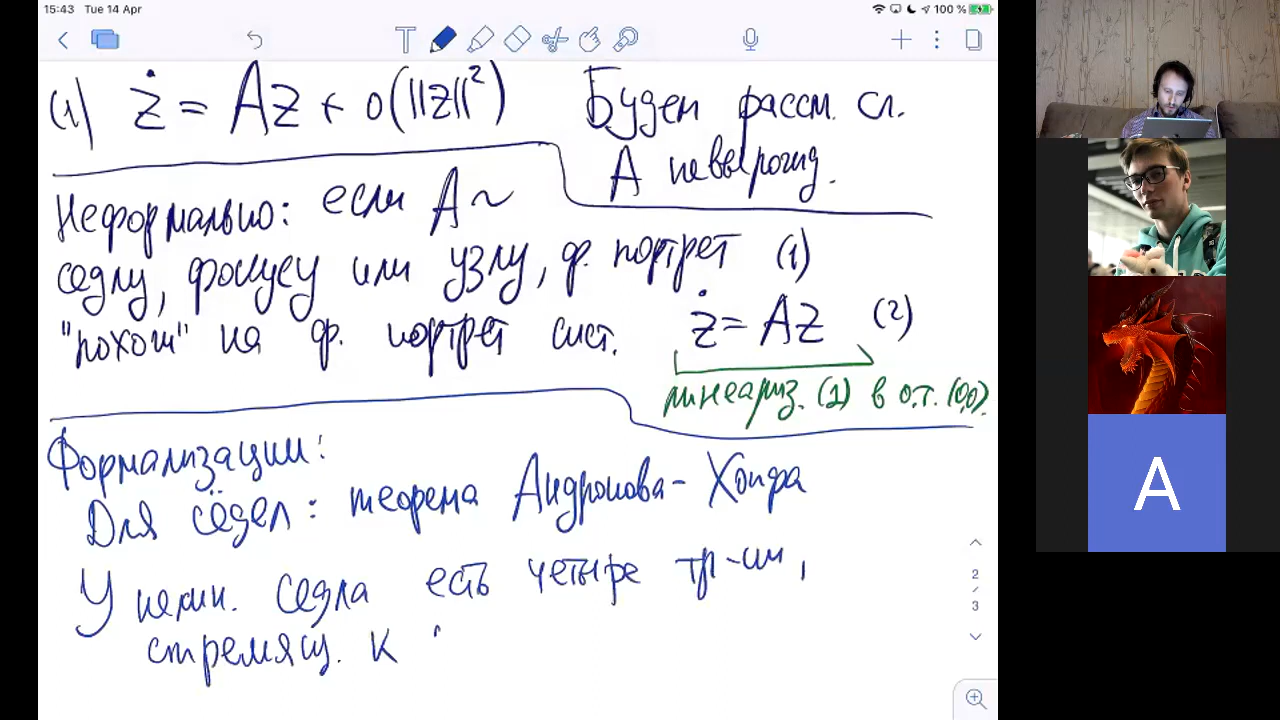 15:43 Tue 14 Apr
100 %
(1) ż = Az + o(||z||²) Будем рассм. сл.
A невырожд.
Неформально: если A ~
седлу, фокусу или узлу, ф. портрет (1)
"похож" на ф. портрет сист. ż = Az (2)
линеариз. (1) в о.т. (0,0).
Формализации:
Для сёдел: теорема Андронова-Хопфа
У нелин. седла есть четыре тр-ии,
стремящ. к
2
/
3
T
A